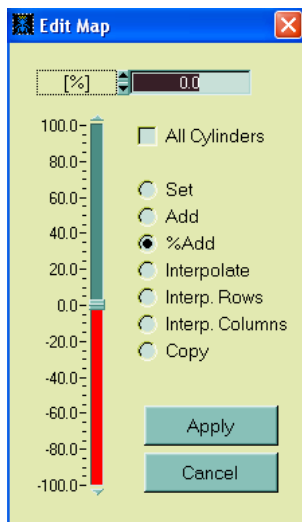 Edit Map
[%] 0.0
100.0
80.0
60.0
40.0
20.0
0.0
-20.0
-40.0
-60.0
-80.0
-100.0
All Cylinders
Set
Add
%Add
Interpolate
Interp. Rows
Interp. Columns
Copy
Apply
Cancel